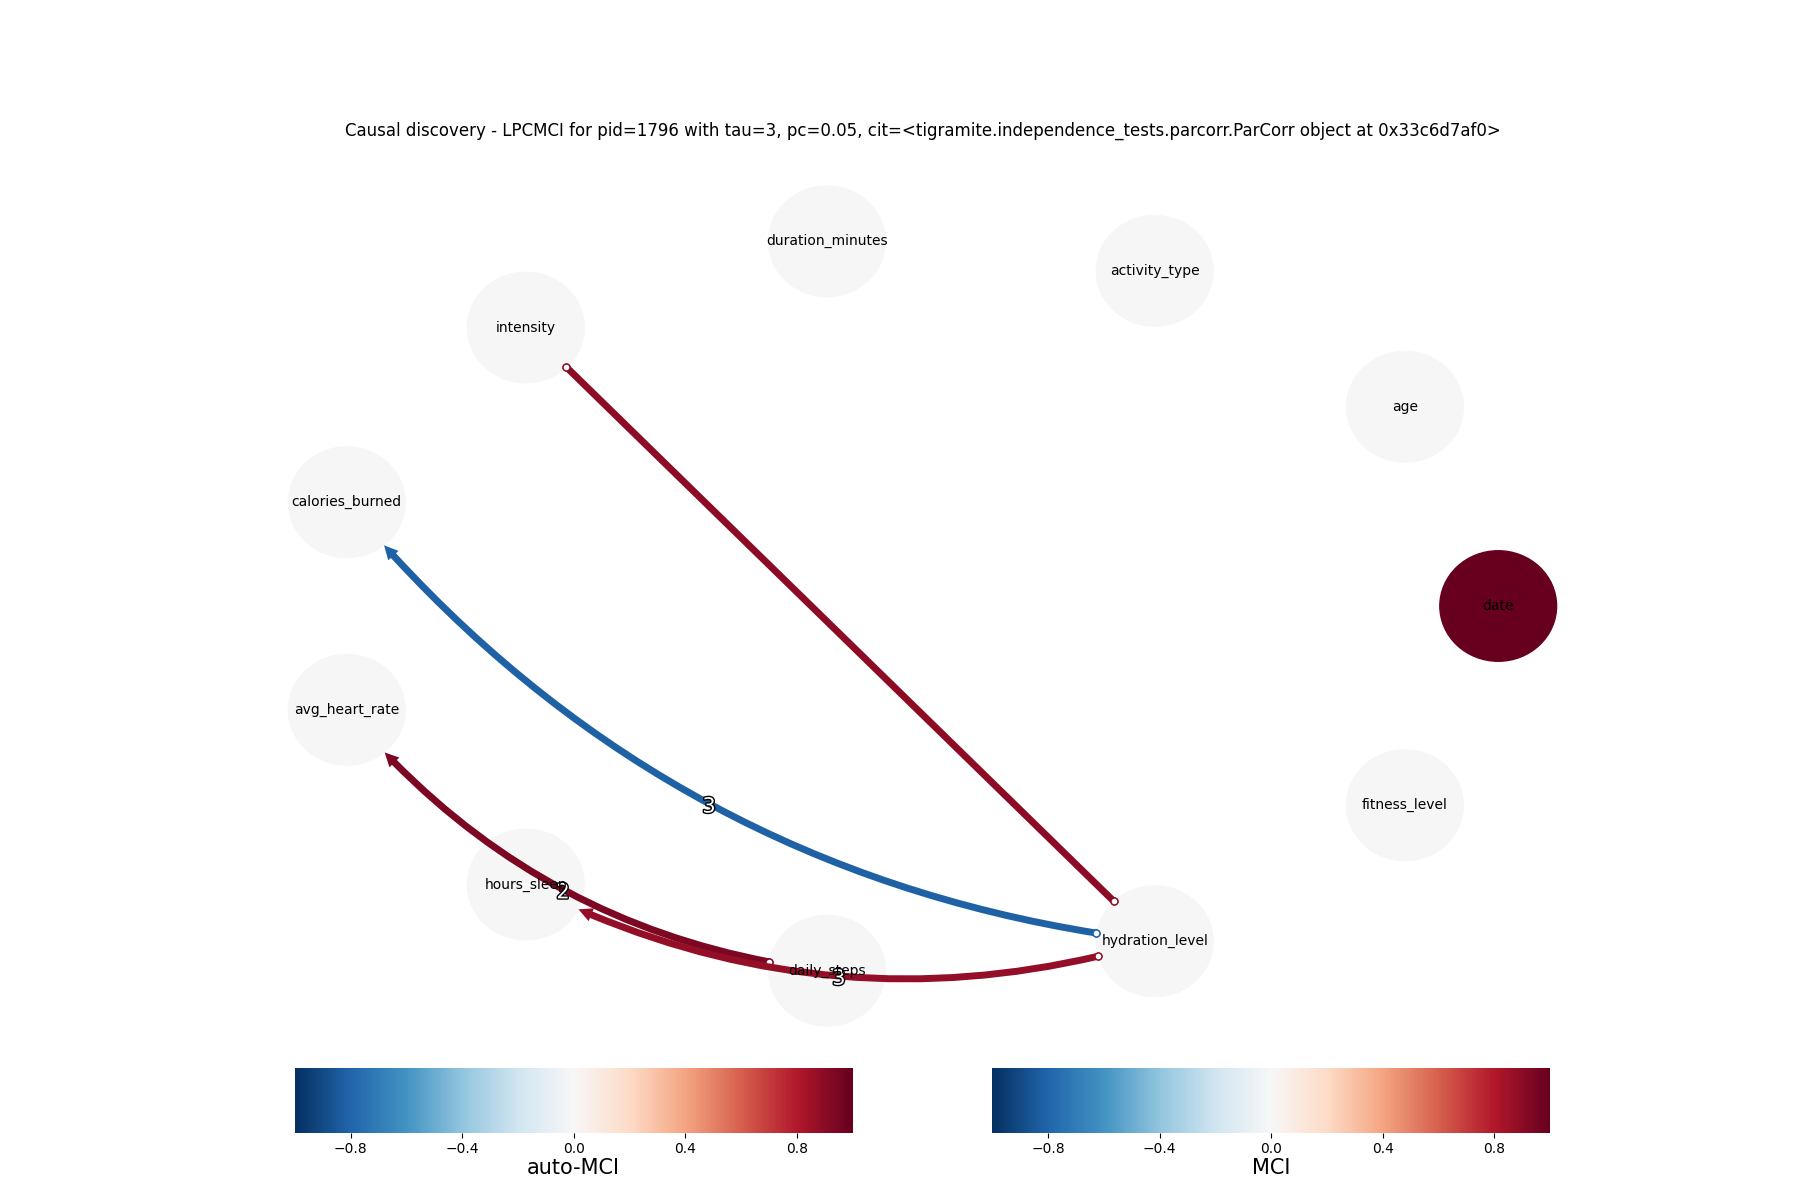 Causal discovery - LPCMCI for pid=1796 with tau=3, pc=0.05, cit=<tigramite.independence_tests.parcorr.ParCorr object at 0x33c6d7af0>
duration_minutes
activity_type
intensity
age
calories_burned
date
avg_heart_rate
3
fitness_level
hours_sleep
2
hydration_level
daily_steps
3
−0.8 −0.4 0.0 0.4 0.8
auto-MCI
−0.8 −0.4 0.0 0.4 0.8
MCI